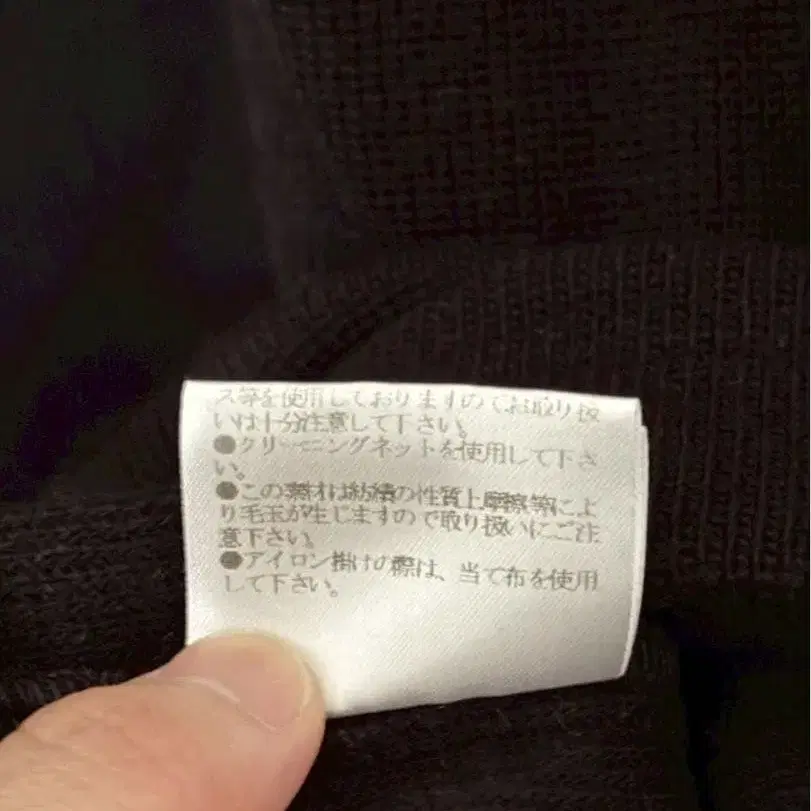 ス等を使用しておりますのでお取り扱
いは十分注意して下さい。
●クリーニングネットを使用して下さ
い。
●この素材は紡績の性質上摩擦等によ
り毛玉が生じますので取り扱いにご注
意下さい。
●アイロン掛けの際は、当て布を使用
して下さい。